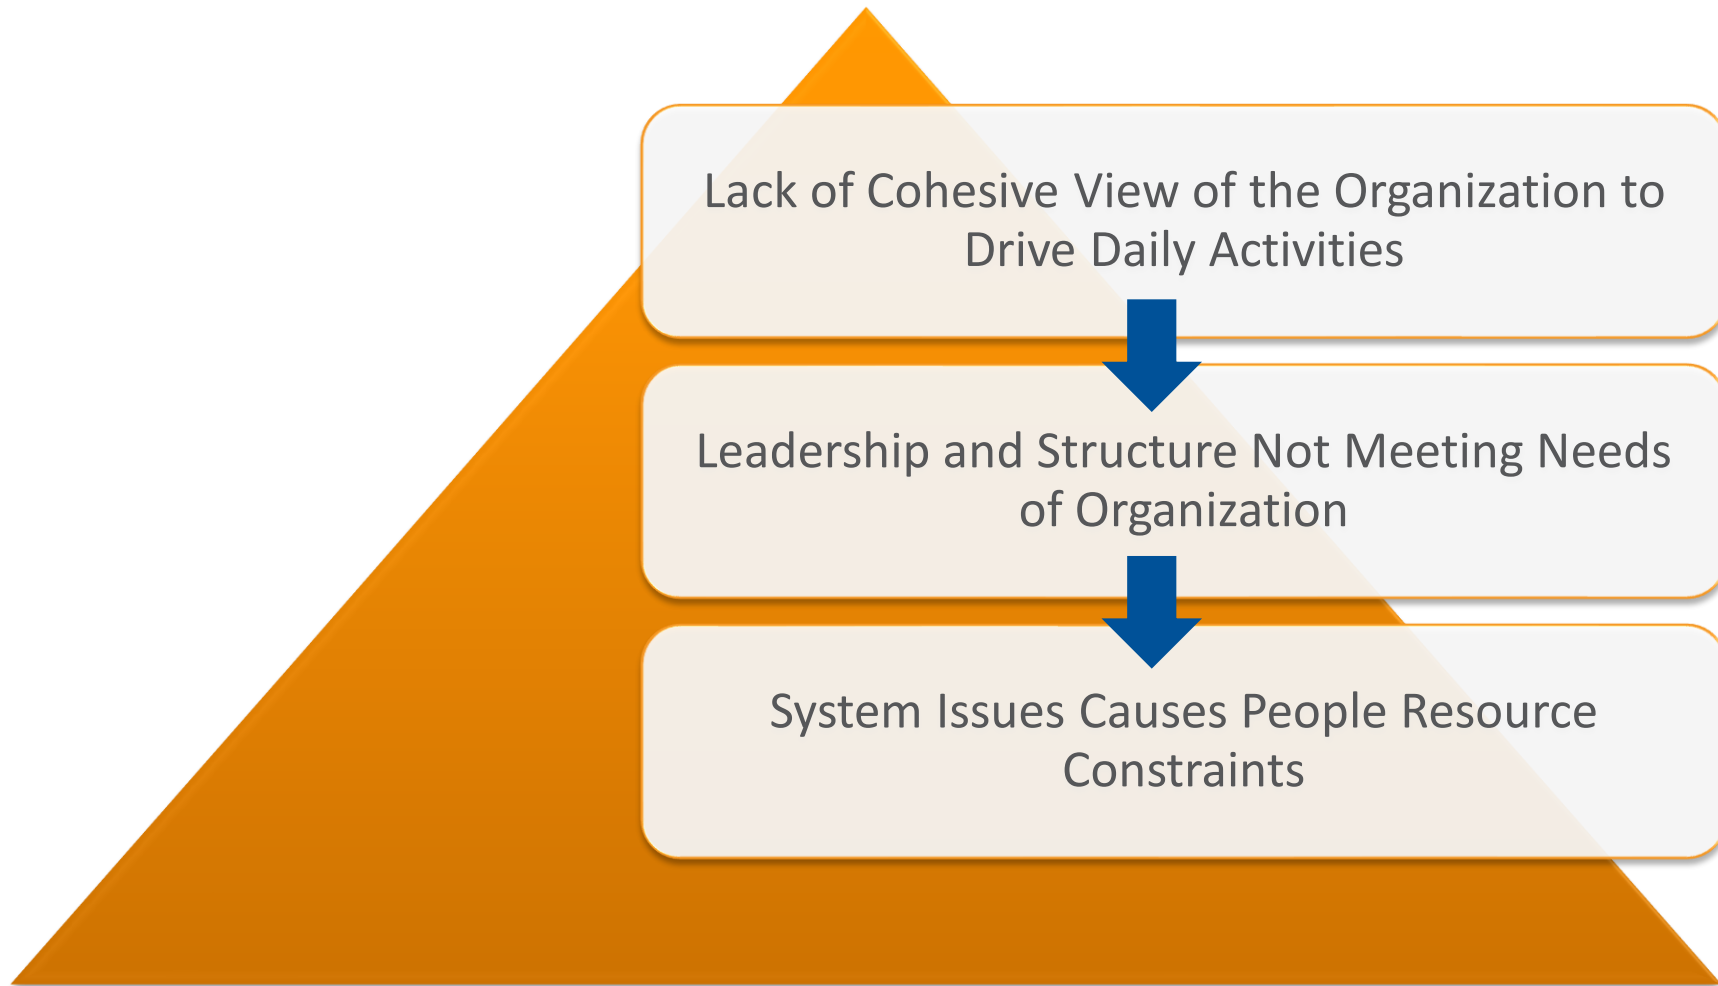 Lack of Cohesive View of the Organization to
Drive Daily Activities
Leadership and Structure Not Meeting Needs
of Organization
System Issues Causes People Resource
Constraints